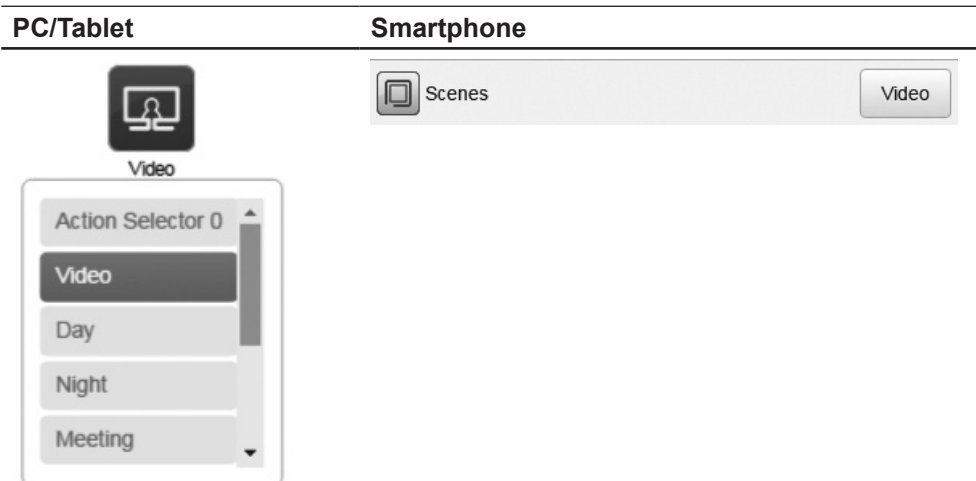 PC/Tablet Smartphone
Scenes Video
Video
Action Selector 0
Video
Day
Night
Meeting